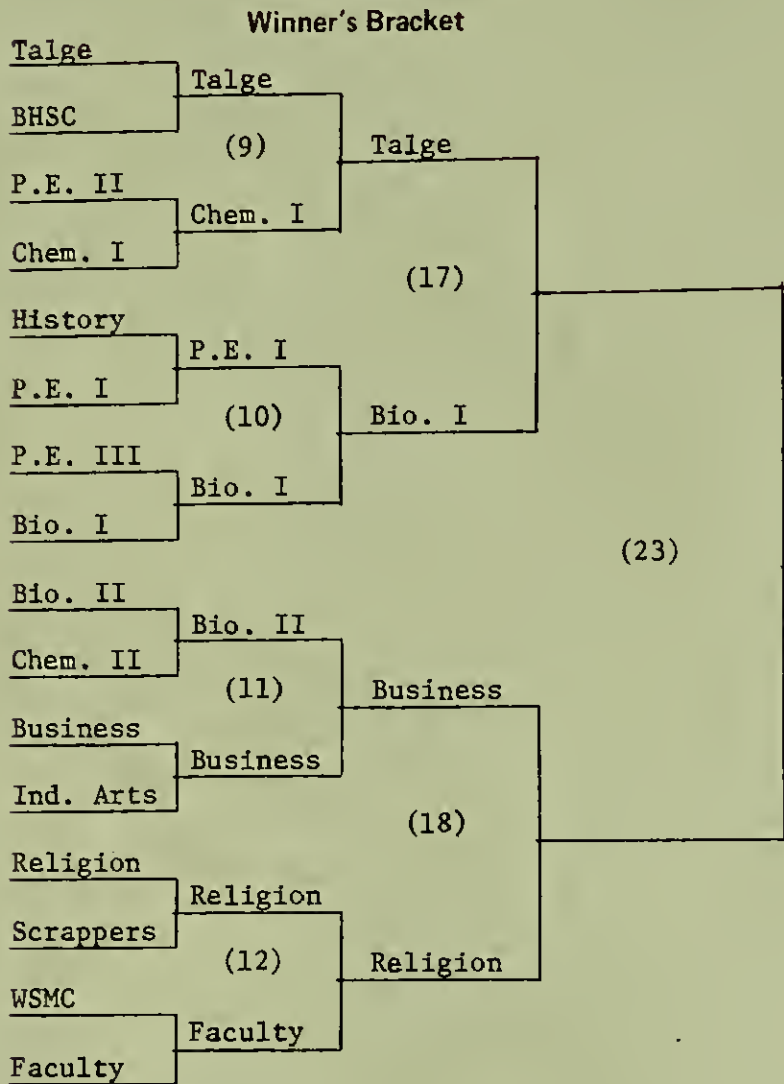 Winner's Bracket
Talge
Talge
BHSC
(9)
Talge
P.E. II
Chem. I
Chem. I
(17)
History
P.E. I
P.E. I
(10)
Bio. I
P.E. III
Bio. I
Bio. I
(23)
Bio. II
Bio. II
Chem. II
(11)
Business
Business
Business
Ind. Arts
(18)
Religion
Religion
Scrappers
(12)
Religion
WSMC
Faculty
Faculty